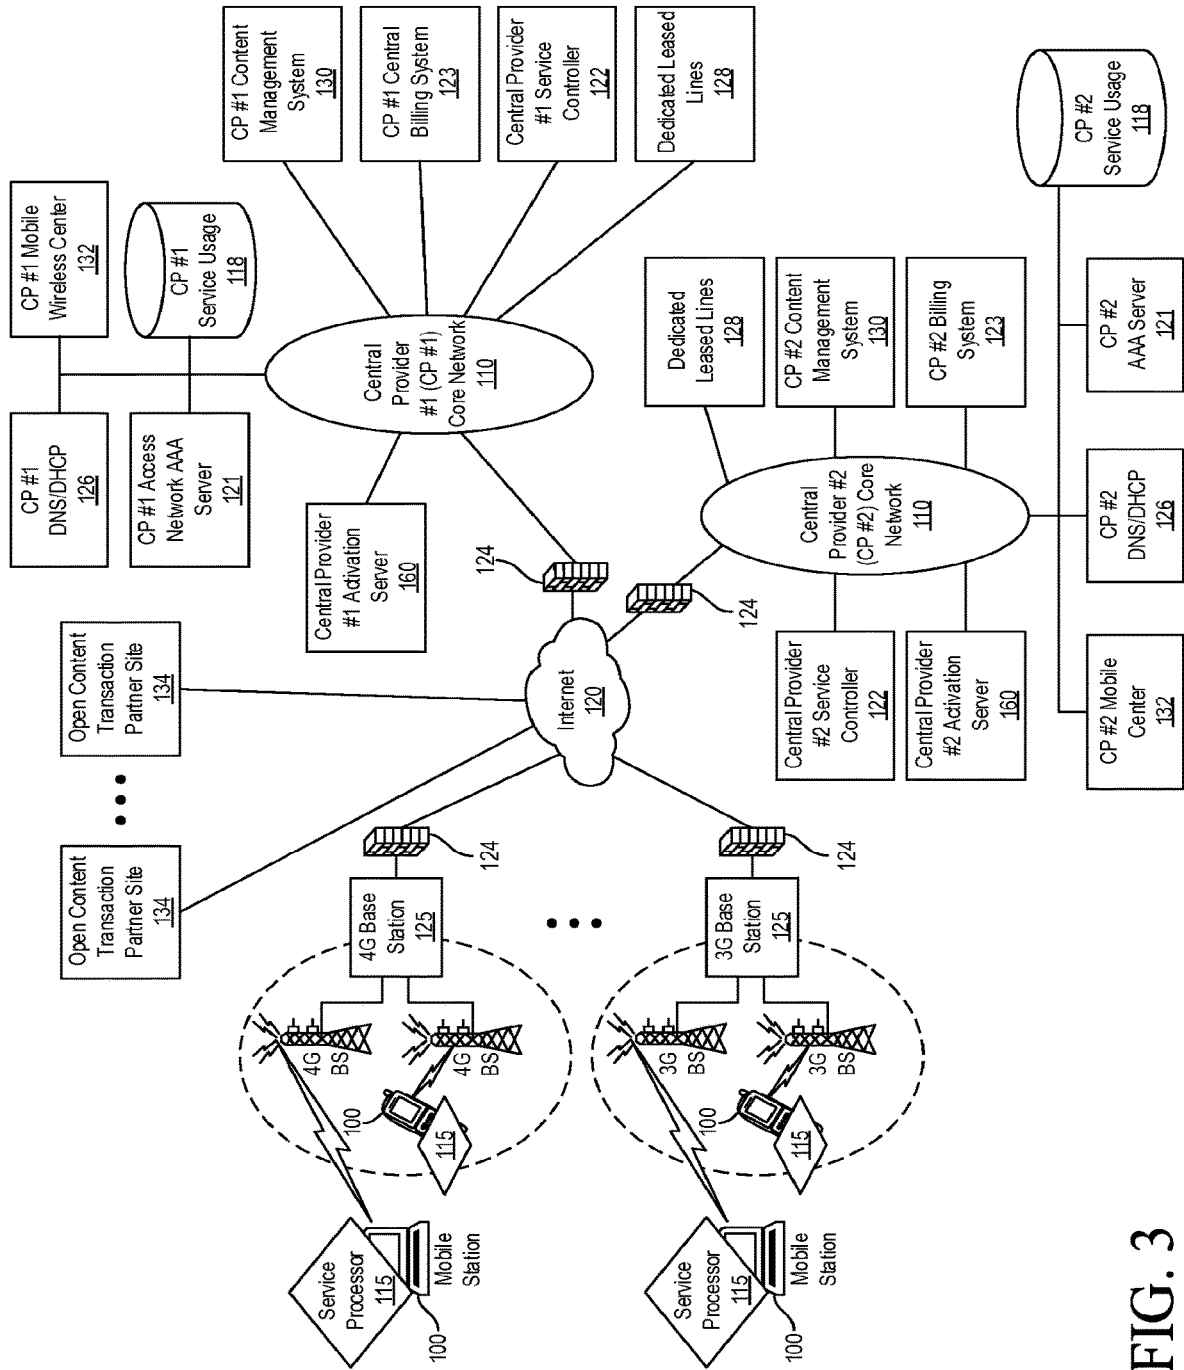 Open Content
Transaction
Partner Site
134
Open Content
Transaction
Partner Site
134
CP #1
DNS/DHCP
126
CP #1 Mobile
Wireless Center
132
CP #1 Access
Network AAA
Server
121
CP #1
Service Usage
118
CP #1 Content
Management
System
130
CP #1 Central
Billing System
123
Central Provider
#1 Service
Controller
122
Dedicated Leased
Lines
128
Central
Provider
#1 (CP #1)
Core Network
110
Central Provider
#1 Activation
Server
160
124
124
Internet
120
Service
Processor
115
100
Mobile
Station
4G
BS
4G
BS
100
115
4G Base
Station
125
124
Service
Processor
115
100
Mobile
Station
3G
BS
3G
BS
100
115
3G Base
Station
125
124
Dedicated
Leased Lines
128
CP #2 Content
Management
System
130
CP #2 Billing
System
123
Central
Provider #2
(CP #2) Core
Network
110
Central Provider
#2 Service
Controller
122
Central Provider
#2 Activation
Server
160
CP #2 Mobile
Center
132
CP #2
DNS/DHCP
126
CP #2
AAA Server
121
CP #2
Service Usage
118
FIG. 3